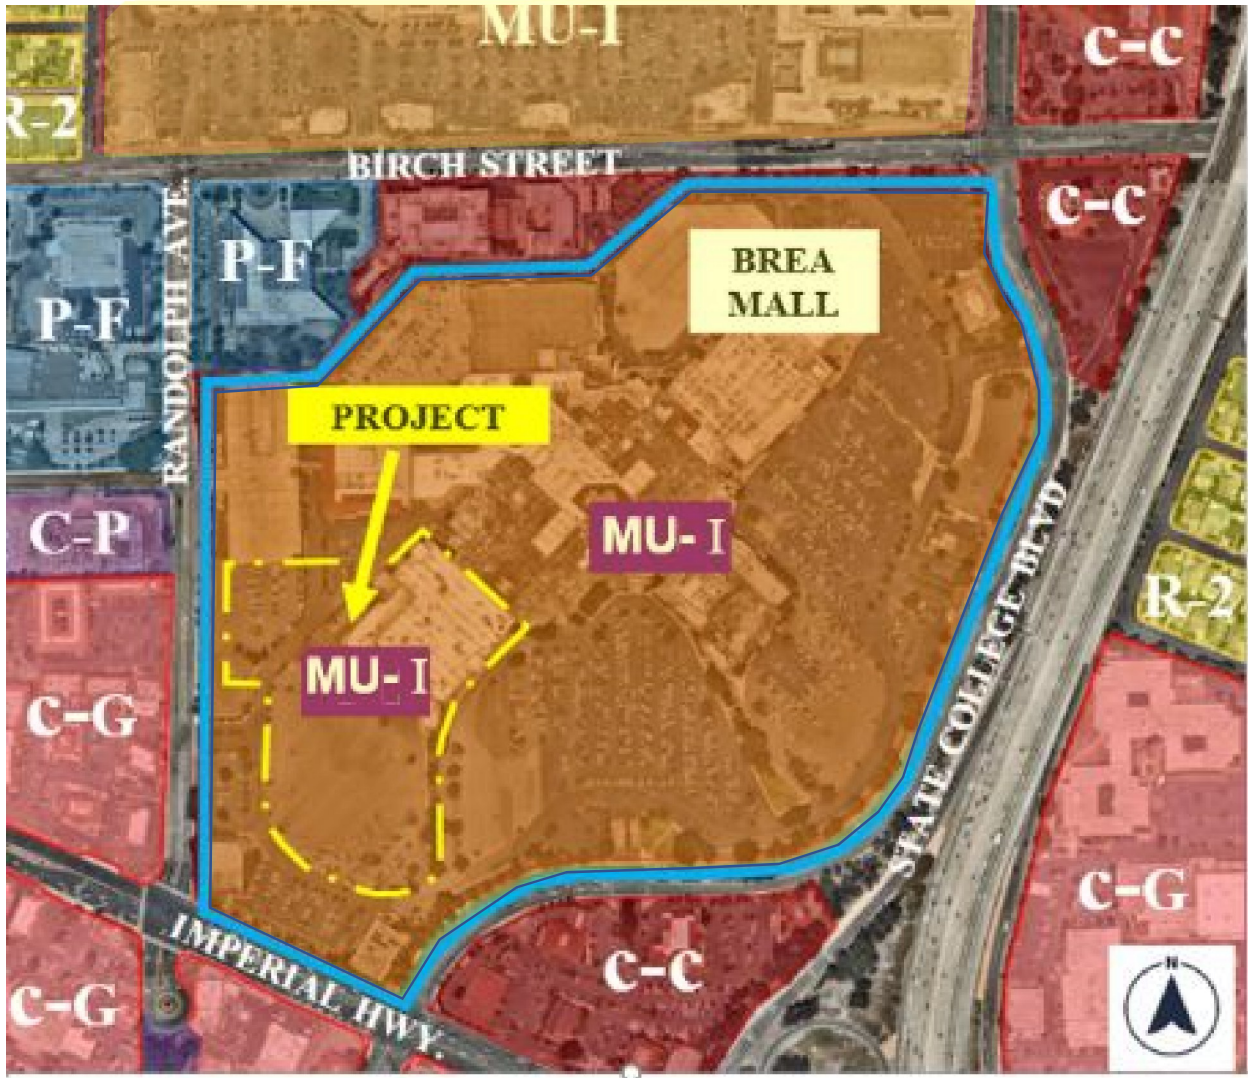 MU-I
C-C
R-2
BIRCH STREET
C-C
P-F
P-F
RANDOLPH AVE.
BREA
MALL
PROJECT
C-P
MU- I
MU- I
STATE COLLEGE BLVD
R-2
C-G
C-G
C-C
IMPERIAL HWY.
C-G
N